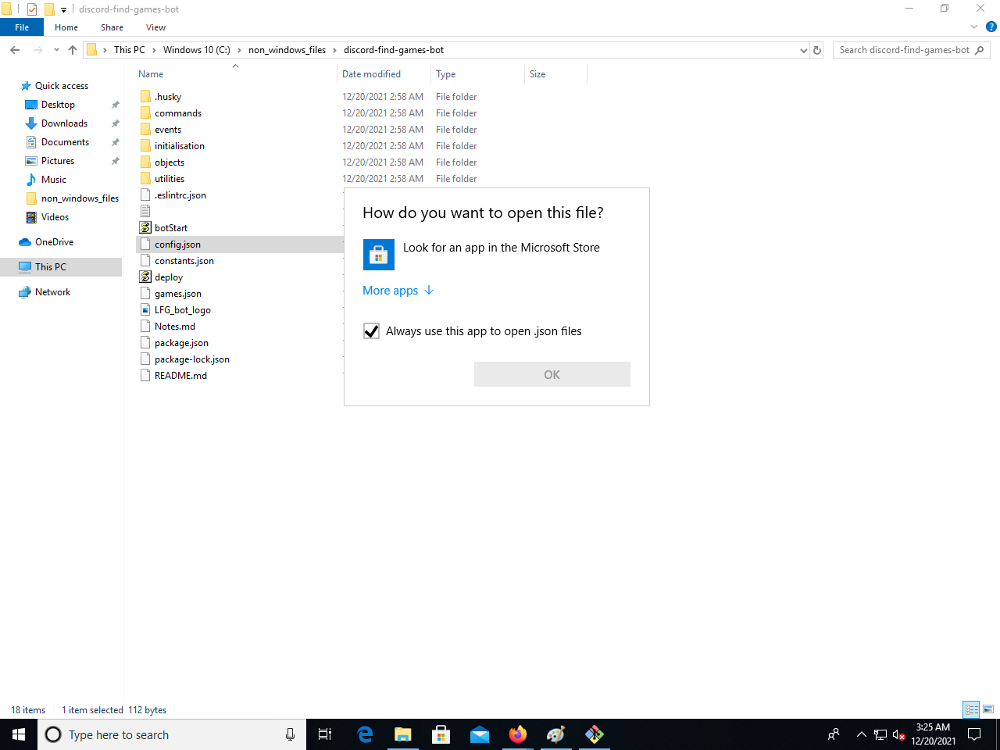 discord-find-games-bot
File Home Share View
This PC Windows 10 (C:) non_windows_files discord-find-games-bot Search discord-find-games-bot
Name Date modified Type Size
Quick access
Desktop
Downloads
Documents
Pictures
Music
non_windows_files
Videos
OneDrive
This PC
Network
.husky 12/20/2021 2:58 AM File folder
commands 12/20/2021 2:58 AM File folder
events 12/20/2021 2:58 AM File folder
initialisation 12/20/2021 2:58 AM File folder
objects 12/20/2021 2:58 AM File folder
utilities 12/20/2021 2:58 AM File folder
.eslintrc.json
botStart
config.json
constants.json
deploy
games.json
LFG_bot_logo
Notes.md
package.json
package-lock.json
README.md
How do you want to open this file?
Look for an app in the Microsoft Store
More apps
Always use this app to open .json files
OK
18 items 1 item selected 112 bytes
Type here to search
3:25 AM
12/20/2021